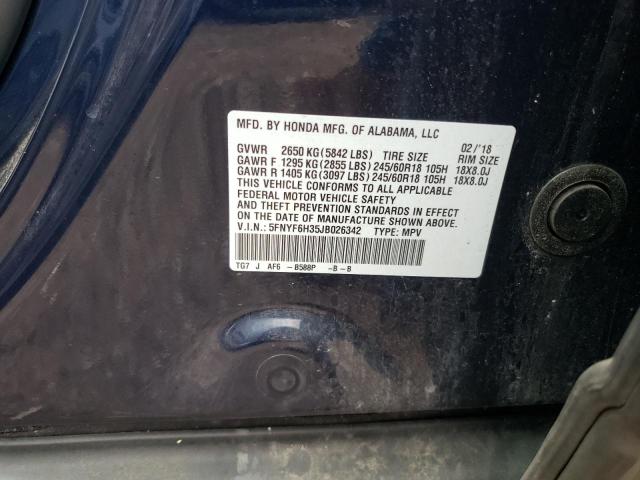 MFD. BY HONDA MFG. OF ALABAMA, LLC
GVWR 2650 KG(5842 LBS) TIRE SIZE 02/'18 RIM SIZE
GAWR F 1295 KG(2855 LBS)245/60R18 105H 18X8.0J
GAWR R 1405 KG(3097 LBS)245/60R18 105H 18X8.0J
THIS VEHICLE CONFORMS TO ALL APPLICABLE
FEDERAL MOTOR VEHICLE SAFETY
AND THEFT PREVENTION STANDARDS IN EFFECT
ON THE DATE OF MANUFACTURE SHOWN ABOVE.
V.I.N.: 5FNYF6H35JB026342 TYPE: MPV
TG7 J AF6 -B588P -B-B